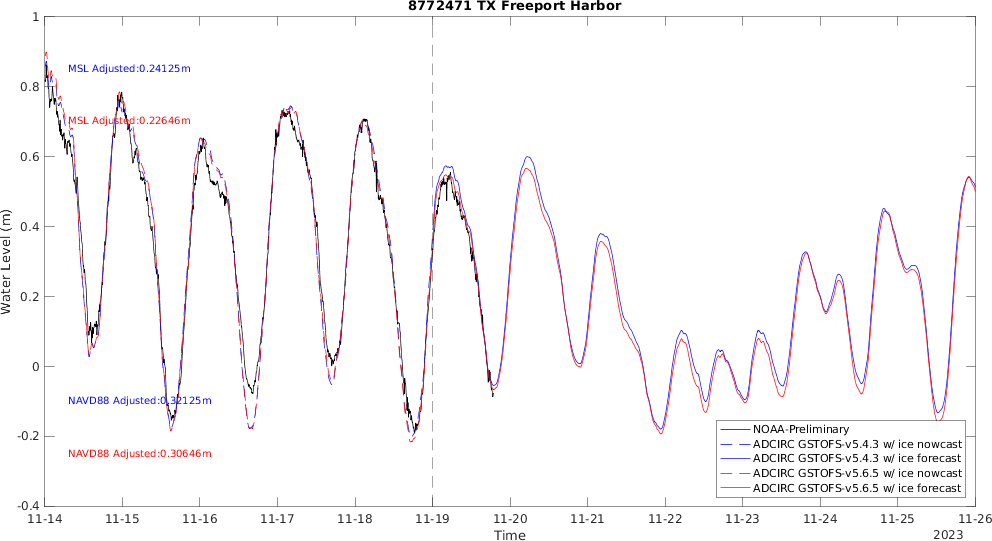 8772471 TX Freeport Harbor
1
0.8
0.6
0.4
0.2
0
-0.2
-0.4
Water Level (m)
MSL Adjusted:0.24125m
MSL Adjusted:0.22646m
NAVD88 Adjusted:0.32125m
NAVD88 Adjusted:0.30646m
NOAA-Preliminary
ADCIRC GSTOFS-v5.4.3 w/ ice nowcast
ADCIRC GSTOFS-v5.4.3 w/ ice forecast
ADCIRC GSTOFS-v5.6.5 w/ ice nowcast
ADCIRC GSTOFS-v5.6.5 w/ ice forecast
11-14 11-15 11-16 11-17 11-18 11-19 11-20 11-21 11-22 11-23 11-24 11-25 11-26
Time
2023